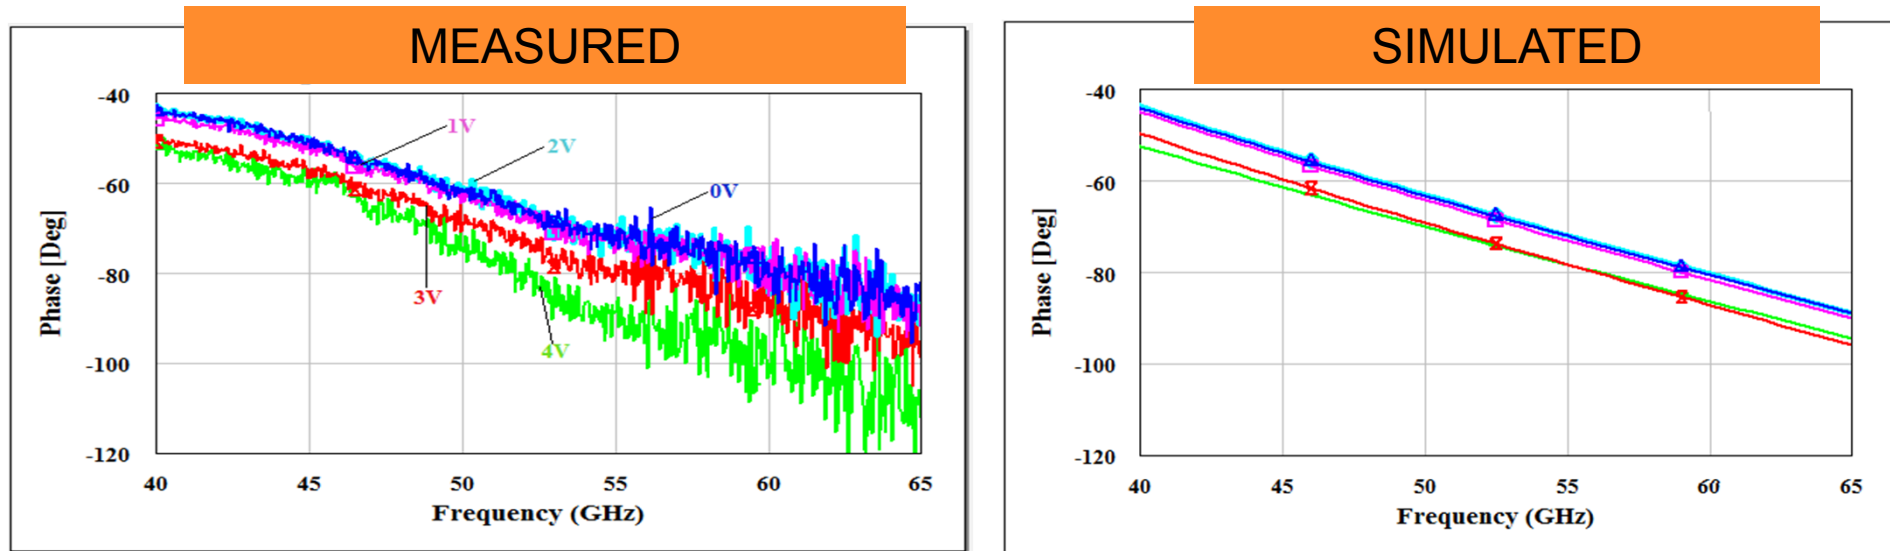 MEASURED
-40
-60
-80
-100
-120
Phase [Deg]
1V
2V
0V
3V
4V
40 45 50 55 60 65
Frequency (GHz)
SIMULATED
-40
-60
-80
-100
-120
Phase [Deg]
40 45 50 55 60 65
Frequency (GHz)